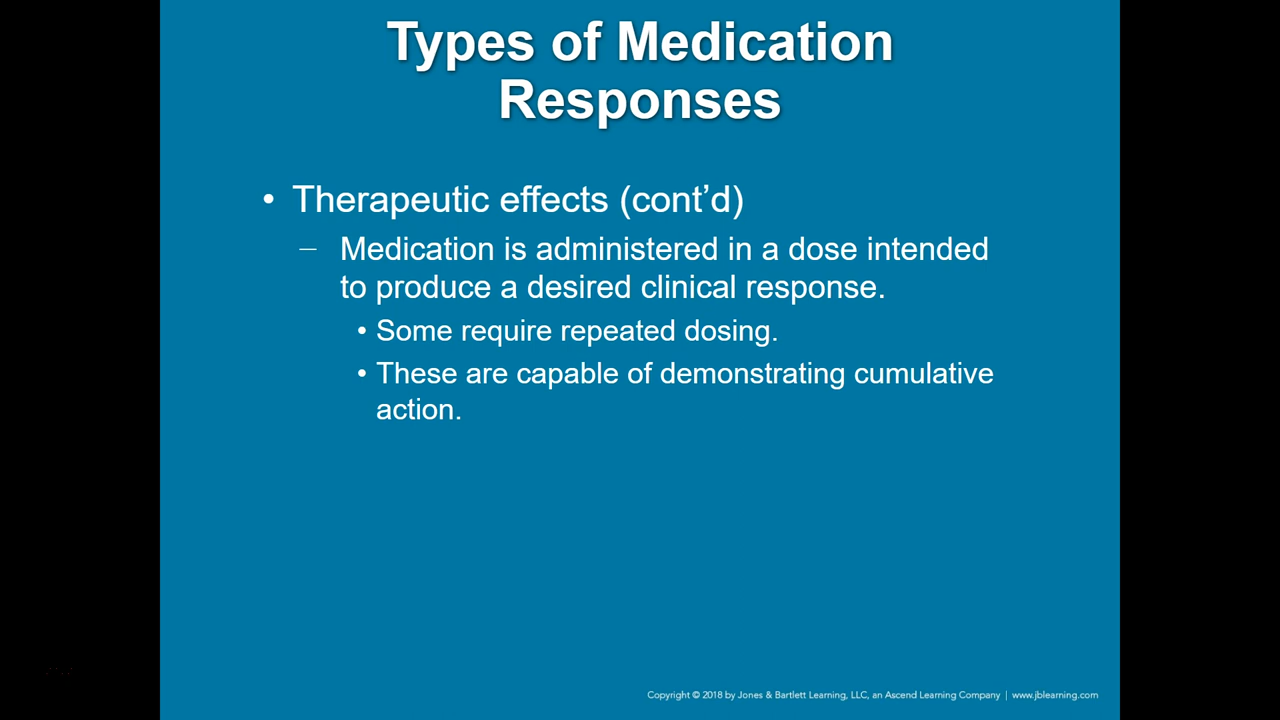 Types of Medication
Responses
• Therapeutic effects (cont’d)
– Medication is administered in a dose intended
to produce a desired clinical response.
• Some require repeated dosing.
• These are capable of demonstrating cumulative
action.
Copyright © 2018 by Jones & Bartlett Learning, LLC, an Ascend Learning Company | www.jblearning.com